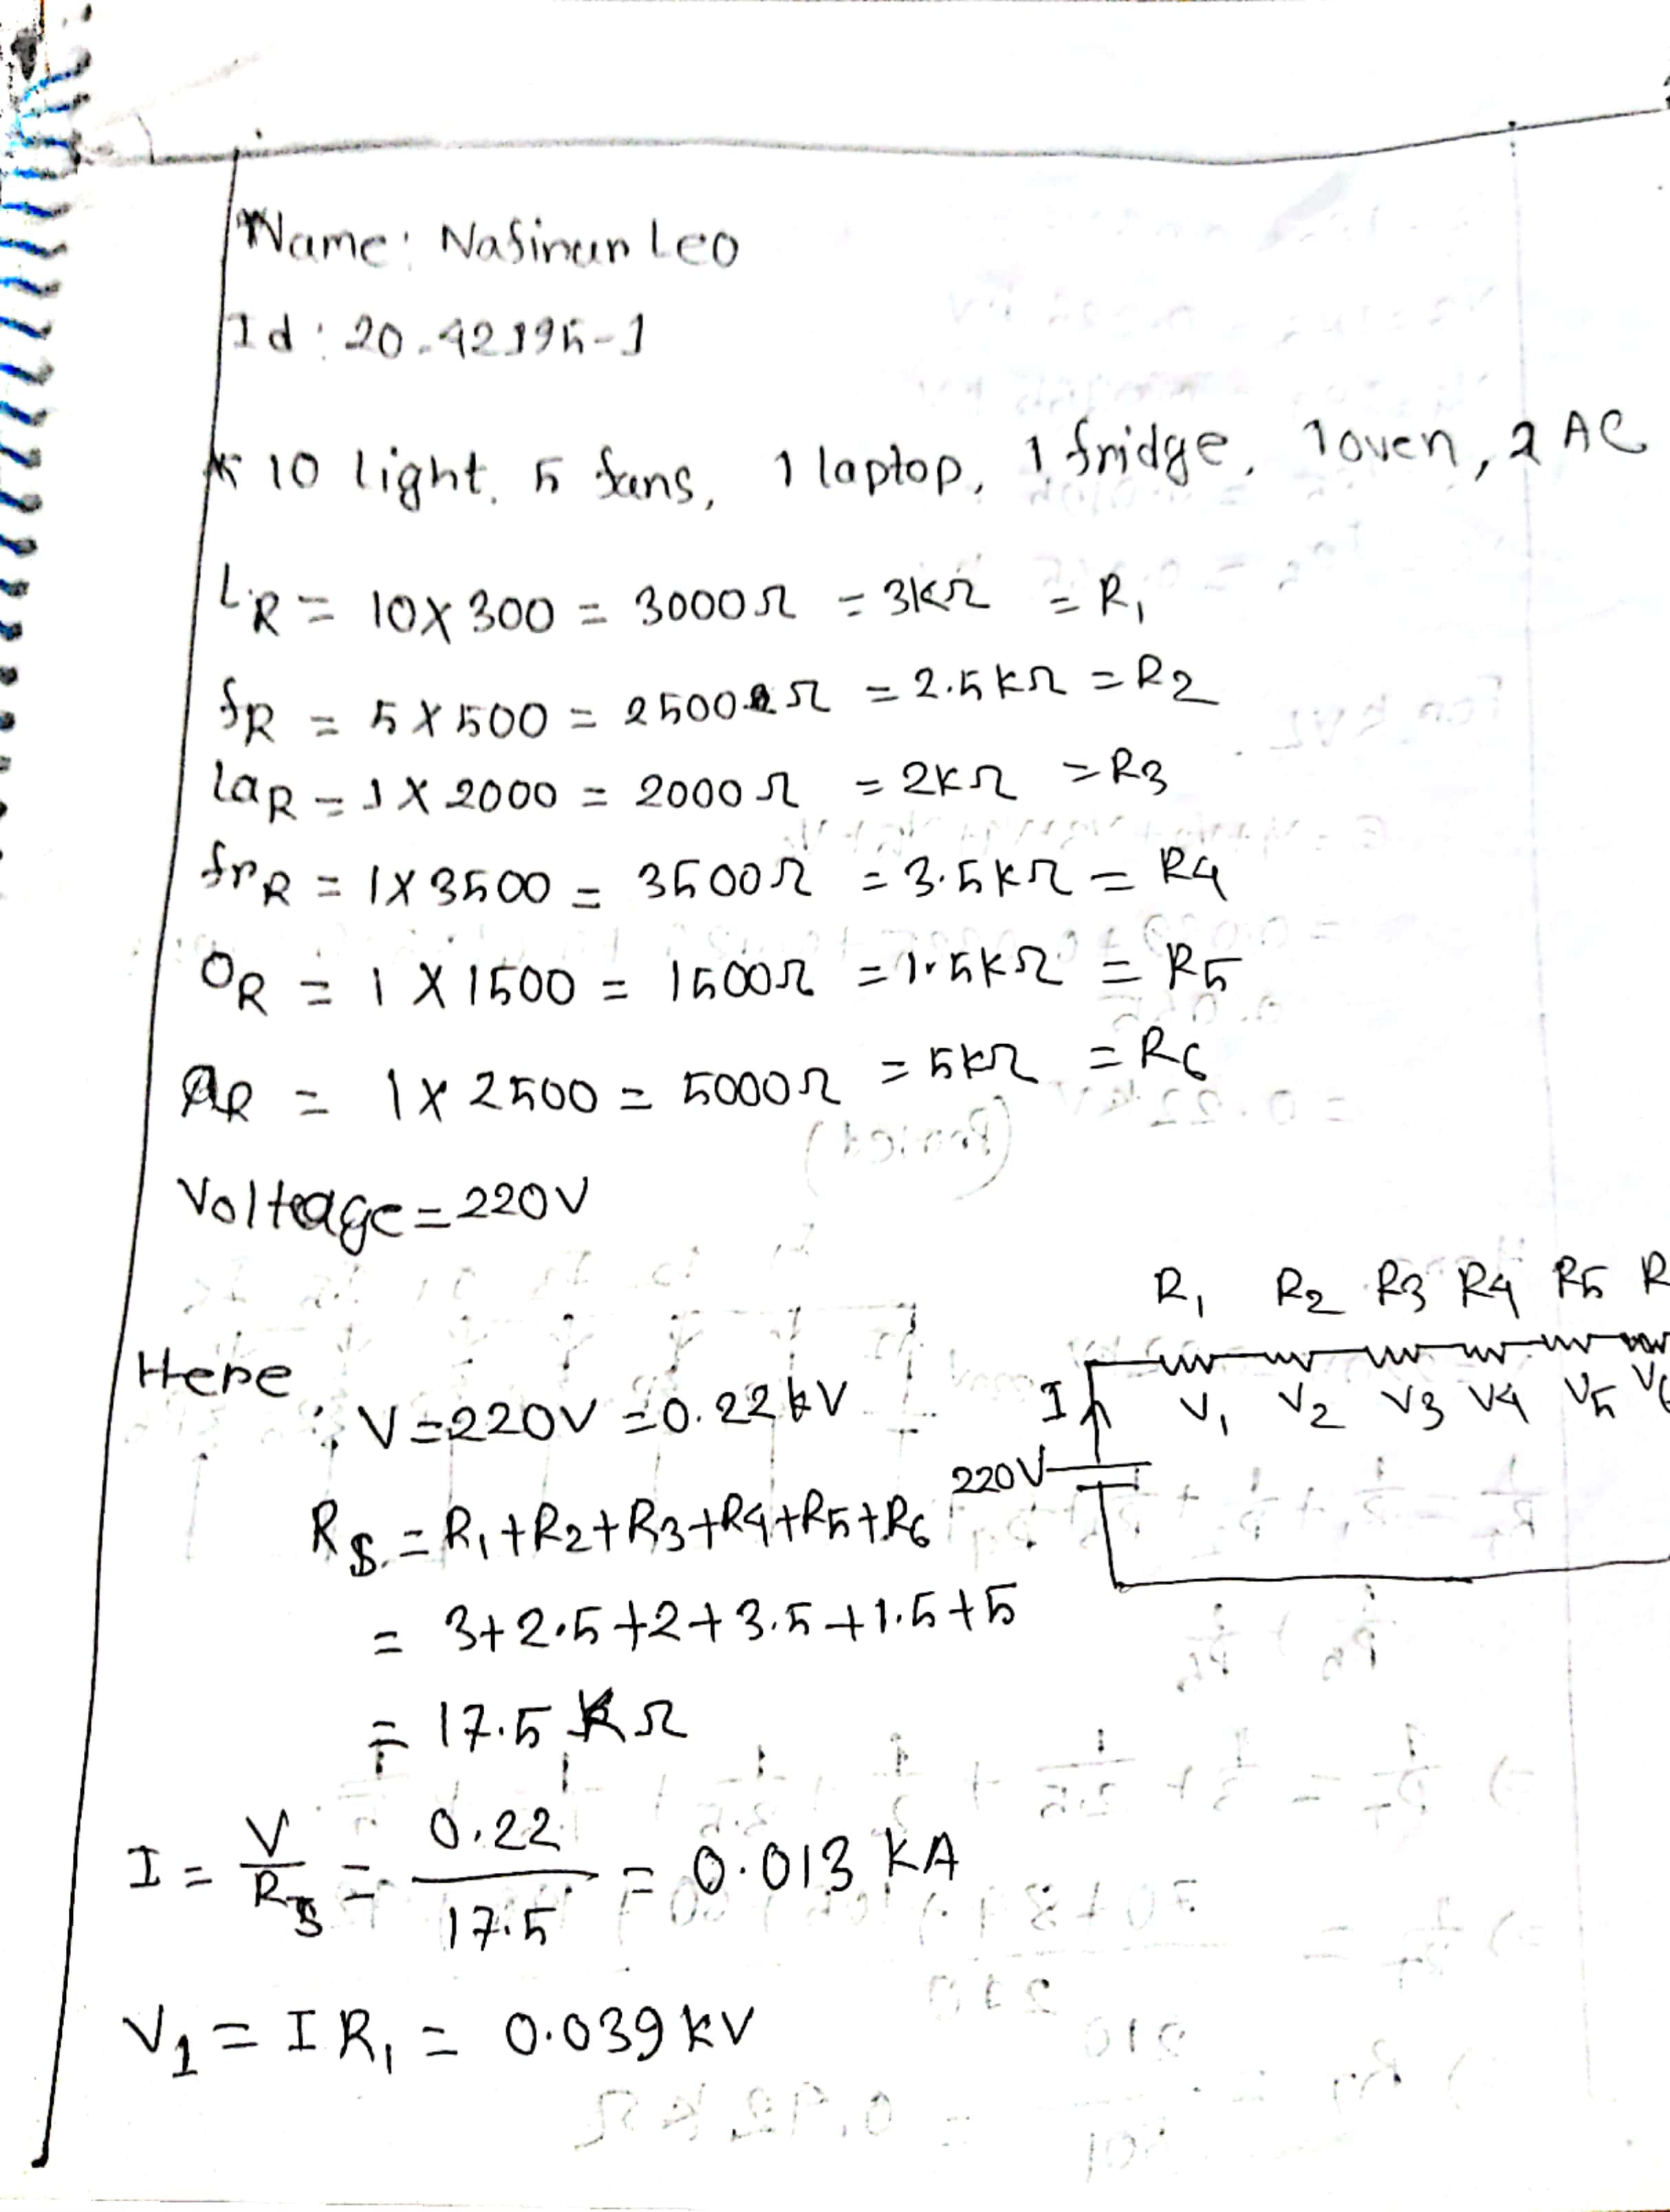 Name: Nafinun Leo
Id: 20-42195-1
* 10 light, 5 fans, 1 laptop, 1 fridge, 1 oven, 2 AC
L.R = 10 X 300 = 3000Ω = 3kΩ = R₁
fR = 5 X 500 = 2500Ω = 2.5kΩ = R2
laR = 1 X 2000 = 2000Ω = 2kΩ = R3
frR = 1 X 3500 = 3500Ω = 3.5kΩ = R4
OR = 1 X 1500 = 1500Ω = 1.5kΩ = R5
aR = 1 X 2500 = 5000Ω = 5kΩ = R6
Voltage = 220V
R₁ R2 R3 R4 R5 R
Here, V = 220V = 0.22kV
I V₁ V2 V3 V4 V5 V6
220V
RS = R₁ + R2 + R3 + R4 + R5 + R6
= 3 + 2.5 + 2 + 3.5 + 1.5 + 5
= 17.5 KΩ
I = V/RS = 0.22/17.5 = 0.013 KA
V1 = I R₁ = 0.039 kV